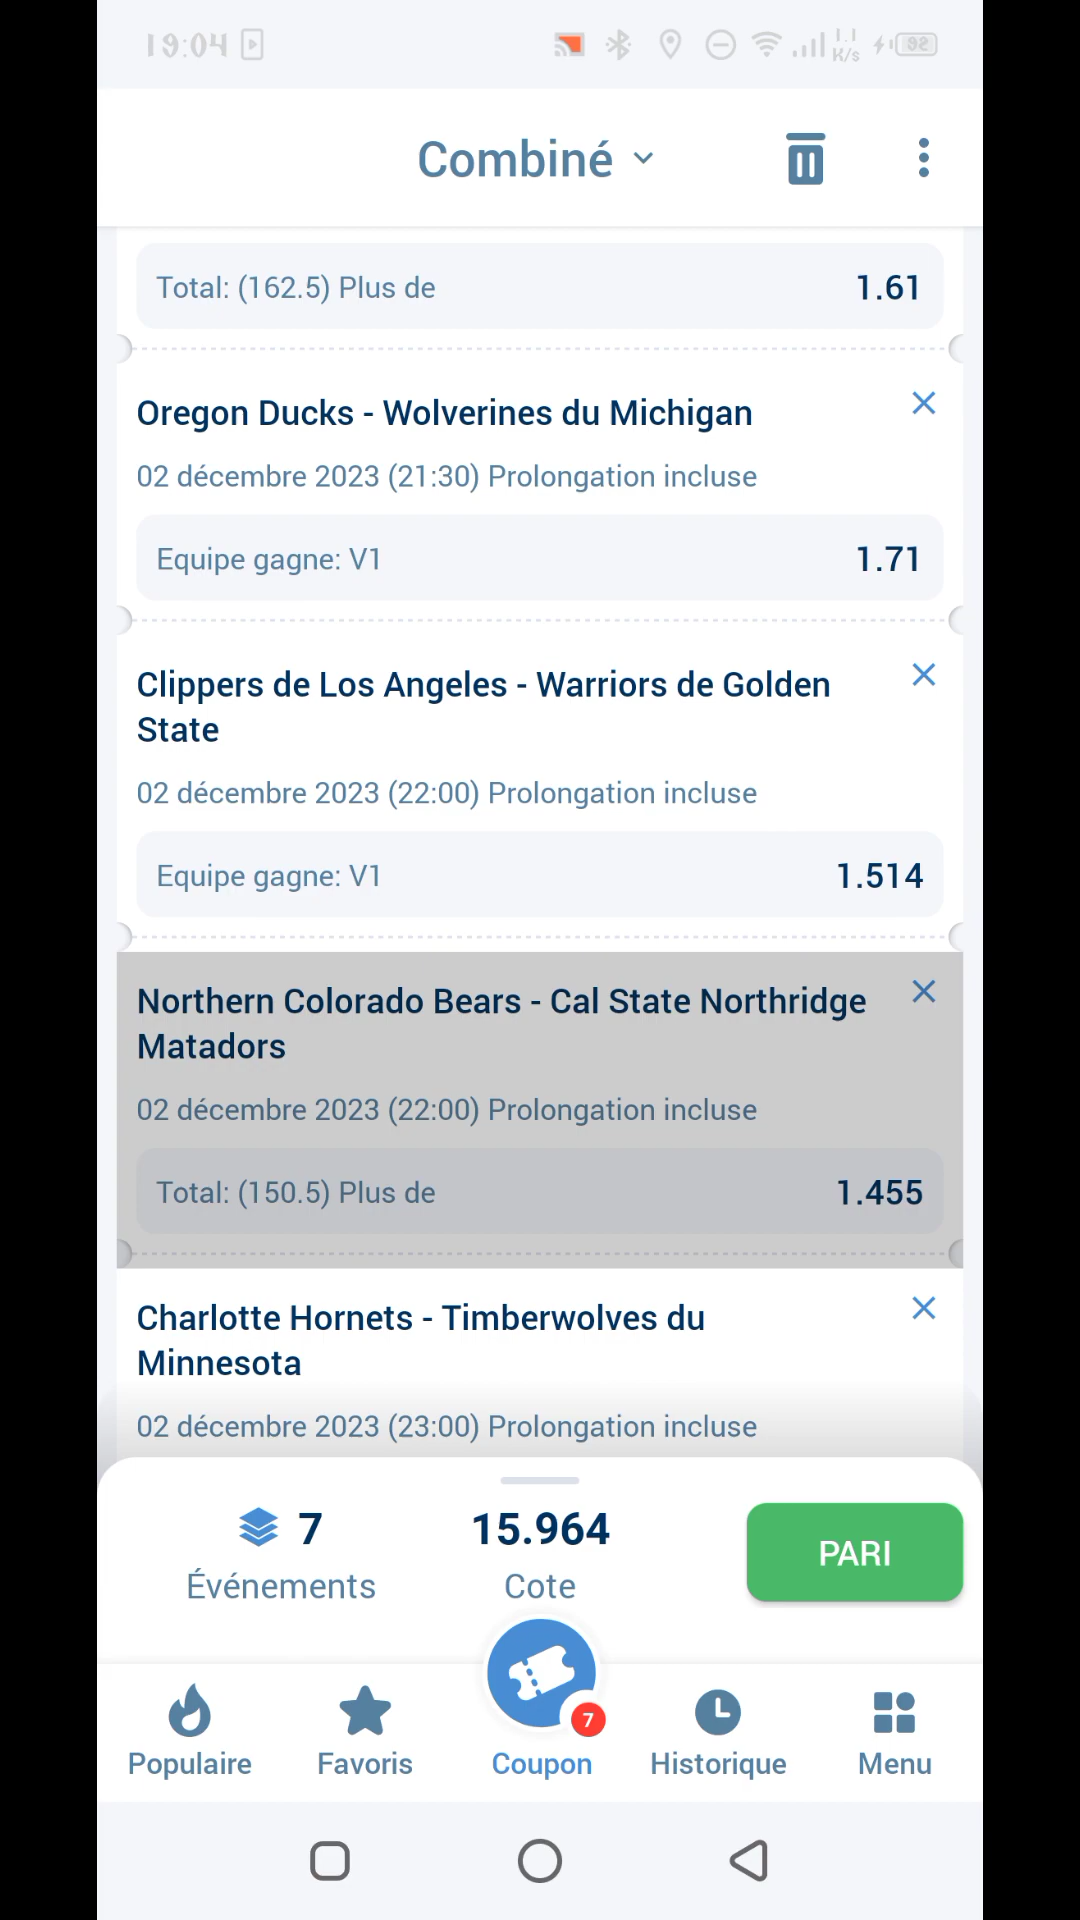 19:04
1.1 K/s
92
Combiné
Total: (162.5) Plus de 1.61
Oregon Ducks - Wolverines du Michigan
02 décembre 2023 (21:30) Prolongation incluse
Equipe gagne: V1 1.714
Clippers de Los Angeles - Warriors de Golden
State
02 décembre 2023 (22:00) Prolongation incluse
Equipe gagne: V1 1.514
Northern Colorado Bears - Cal State Northridge
Matadors
02 décembre 2023 (22:00) Prolongation incluse
Total: (150.5) Plus de 1.455
Charlotte Hornets - Timberwolves du
Minnesota
02 décembre 2023 (23:00) Prolongation incluse
7 15.964 PARI
Événements Cote
7
Populaire Favoris Coupon Historique Menu